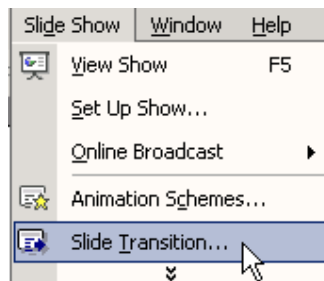 Slide Show Window Help
View Show F5
Set Up Show...
Online Broadcast
Animation Schemes...
Slide Transition...